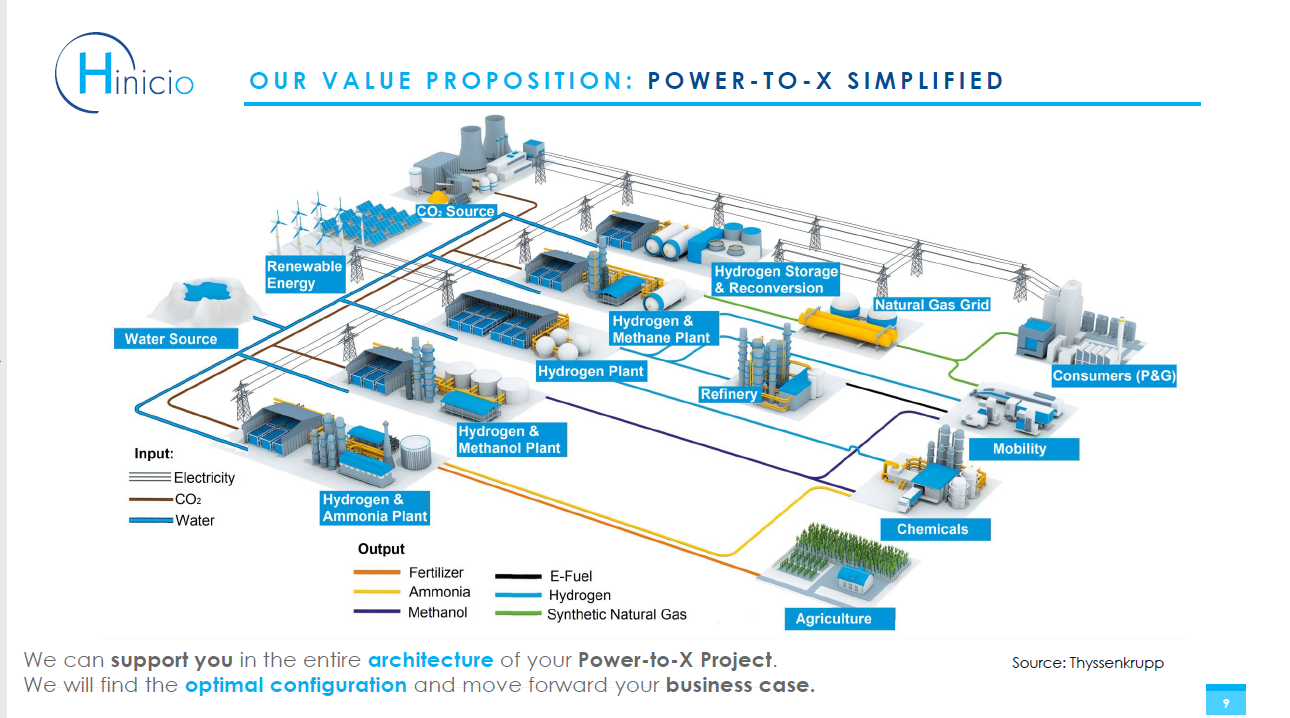 Hinicio
OUR VALUE PROPOSITION: POWER-TO-X SIMPLIFIED
CO₂ Source
Renewable
Energy
Water Source
Hydrogen Storage
& Reconversion
Natural Gas Grid
Hydrogen &
Methane Plant
Hydrogen Plant
Refinery
Consumers (P&G)
Hydrogen &
Methanol Plant
Mobility
Hydrogen &
Ammonia Plant
Chemicals
Agriculture
Input:
Electricity
CO₂
Water
Output
Fertilizer
Ammonia
Methanol
E-Fuel
Hydrogen
Synthetic Natural Gas
We can support you in the entire architecture of your Power-to-X Project.
We will find the optimal configuration and move forward your business case.
Source: Thyssenkrupp
9